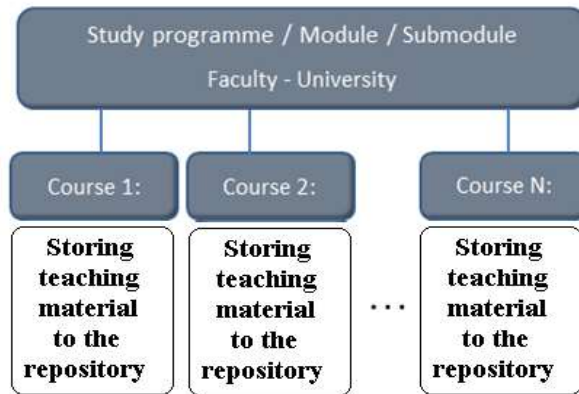 Study programme / Module / Submodule
Faculty - University
Course 1:
Course 2:
Course N:
Storing
teaching
material
to the
repository
Storing
teaching
material
to the
repository
...
Storing
teaching
material
to the
repository